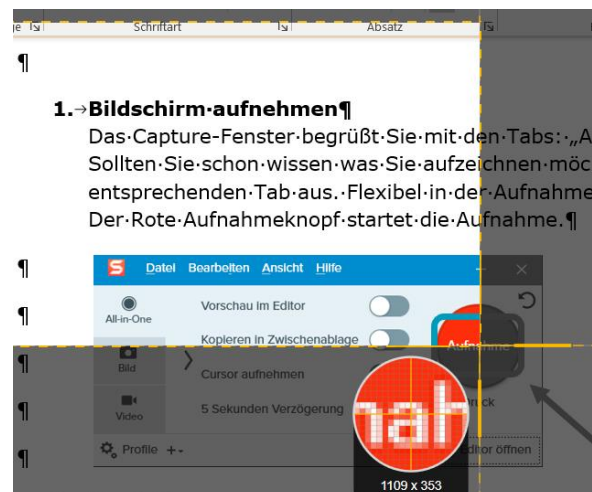 Schriftart Absatz
¶
1.→Bildschirm·aufnehmen¶
Das·Capture-Fenster·begrüßt·Sie·mit·den·Tabs:·„A
Sollten·Sie·schon·wissen·was·Sie·aufzeichnen·möc
entsprechenden·Tab·aus.·Flexibel·in·der·Aufnahme
Der·Rote·Aufnahmeknopf·startet·die·Aufnahme.¶
¶
S Datei Bearbeiten Ansicht Hilfe
¶
All-in-One
Vorschau im Editor
Kopieren in Zwischenablage
Aufnahme
¶
Bild
Cursor aufnehmen
¶
Video
5 Sekunden Verzögerung
nah
¶
Profile +-
ditor öffnen
1109 x 353